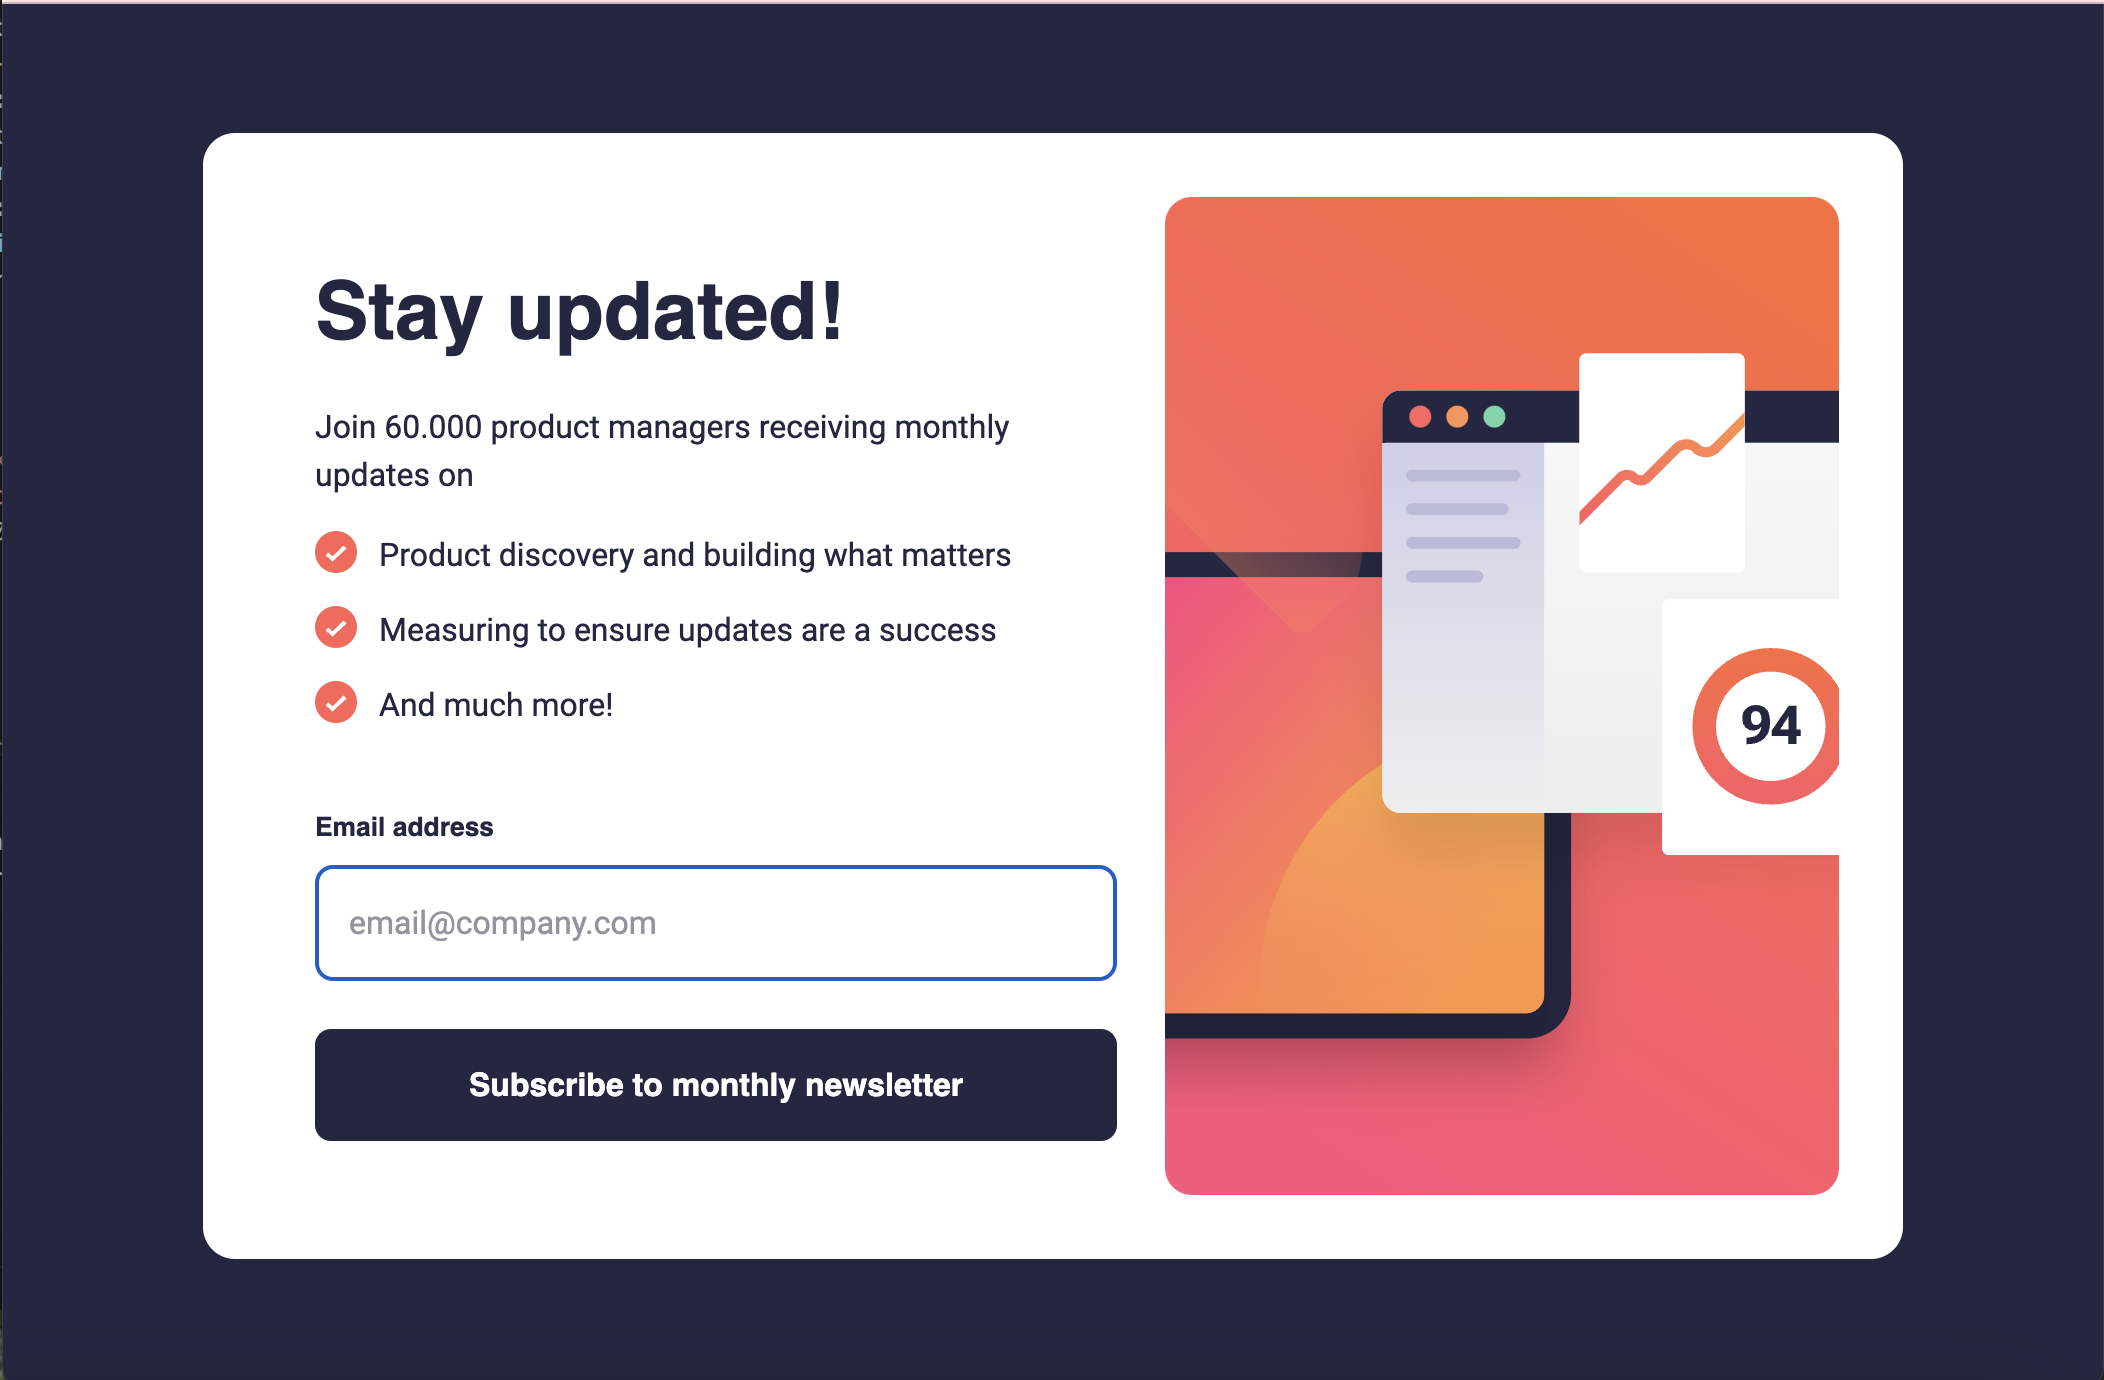 Stay updated!
Join 60.000 product managers receiving monthly
updates on
Product discovery and building what matters
Measuring to ensure updates are a success
And much more!
Email address
email@company.com
Subscribe to monthly newsletter
94